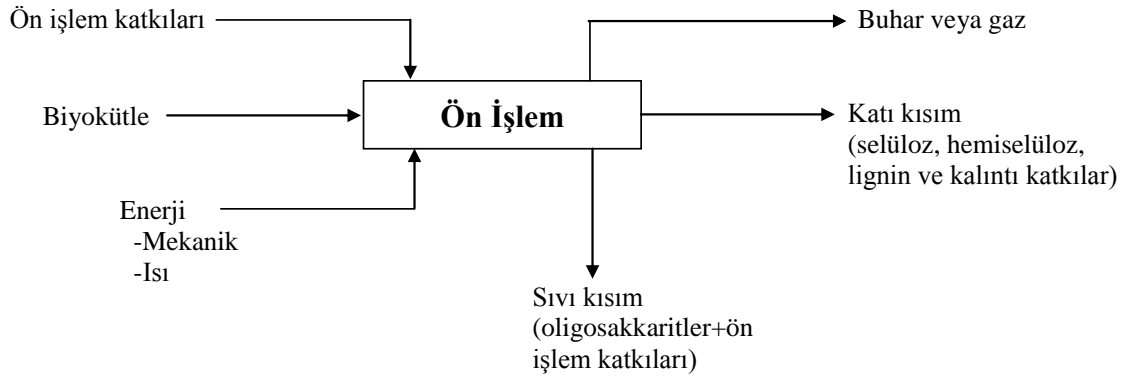 Ön işlem katkıları
Buhar veya gaz
Biyokütle
Ön İşlem
Katı kısım
(selüloz, hemiselüloz,
lignin ve kalıntı katkılar)
Enerji
-Mekanik
-Isı
Sıvı kısım
(oligosakkaritler+ön
işlem katkıları)